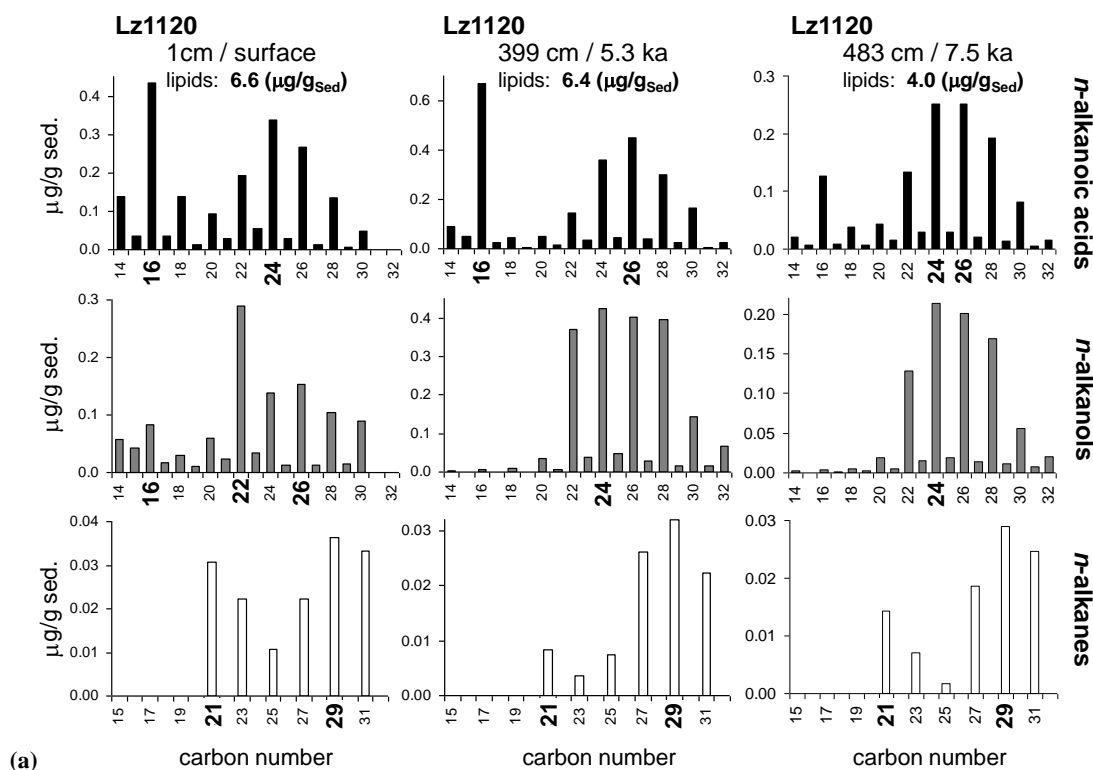 Lz1120
1cm / surface
lipids: 6.6 (µg/gSed)
Lz1120
399 cm / 5.3 ka
6.4 (µg/gSed)
Lz1120
483 cm / 7.5 ka
lipids: 4.0 (µg/gSed)
µg/g sed.
0.4
0.3
0.2
0.1
0.0
14 16 18 20 22 24 26 28 30 32
0.6
0.4
0.2
0.0
14 16 18 20 22 24 26 28 30 32
0.3
0.2
0.1
0.0
14 16 18 20 22 24 26 28 30 32
n-alkanoic acids
µg/g sed.
0.3
0.2
0.1
0.0
14 16 18 20 22 24 26 28 30 32
0.4
0.3
0.2
0.1
0.0
14 16 18 20 22 24 26 28 30 32
0.20
0.15
0.10
0.05
0.00
14 16 18 20 22 24 26 28 30 32
n-alkanols
µg/g sed.
0.04
0.03
0.02
0.01
0.00
15 17 19 21 23 25 27 29 31
0.03
0.02
0.01
0.00
15 17 19 21 23 25 27 29 31
0.03
0.02
0.01
0.00
15 17 19 21 23 25 27 29 31
n-alkanes
(a)
carbon number
carbon number
carbon number